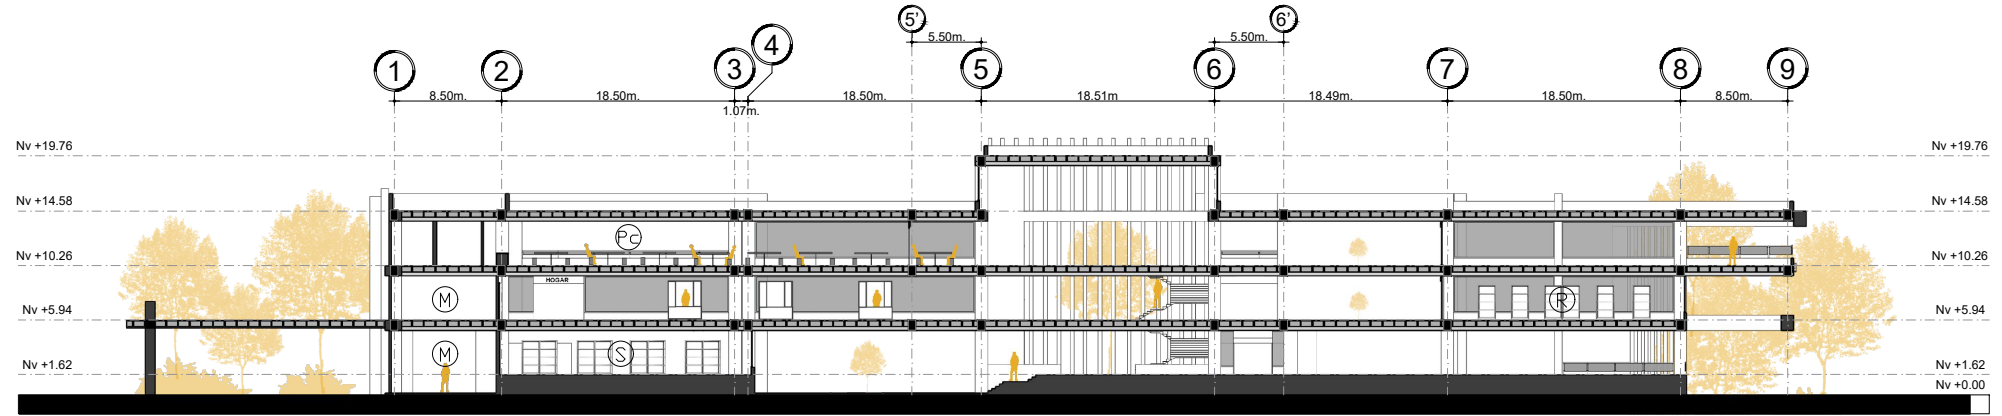 5' 6'
5.50m. 5.50m.
1 2 3 4 5 6 7 8 9
8.50m. 18.50m. 1.07m. 18.50m. 18.51m 18.49m. 18.50m. 8.50m.
Nv +19.76 Nv +19.76
Nv +14.58 Nv +14.58
Pc
Nv +10.26 Nv +10.26
HOGAR
M R
Nv +5.94 Nv +5.94
M S
Nv +1.62 Nv +1.62
Nv +0.00